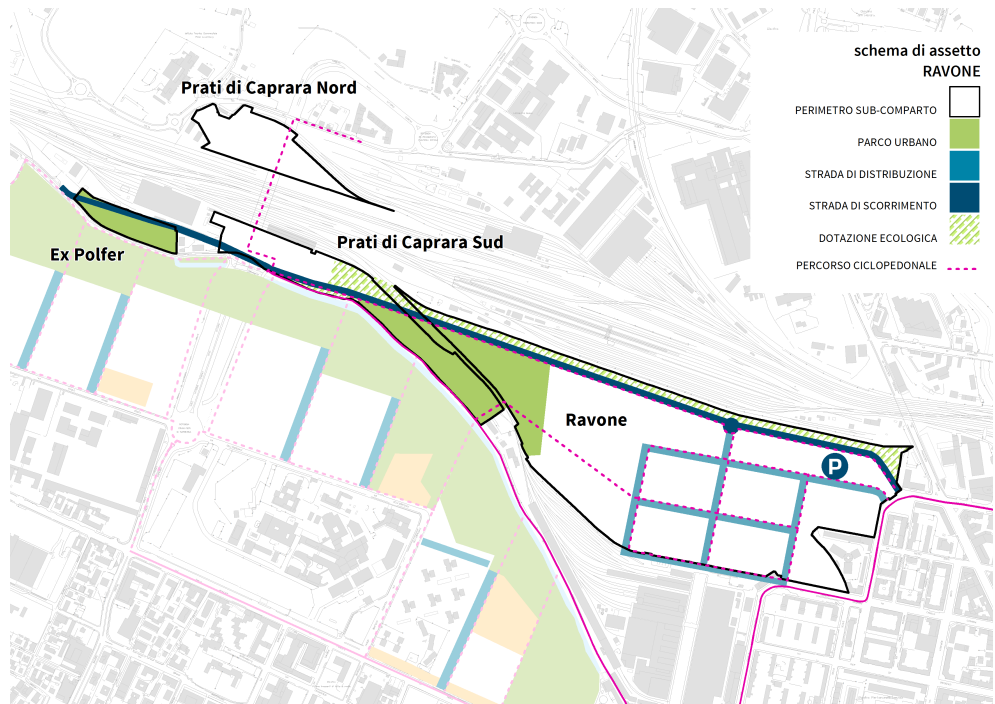 schema di assetto
RAVONE
Prati di Caprara Nord
PERIMETRO SUB-COMPARTO
PARCO URBANO
STRADA DI DISTRIBUZIONE
STRADA DI SCORRIMENTO
DOTAZIONE ECOLOGICA
PERCORSO CICLOPEDONALE
Prati di Caprara Sud
Ex Polfer
Ravone
P